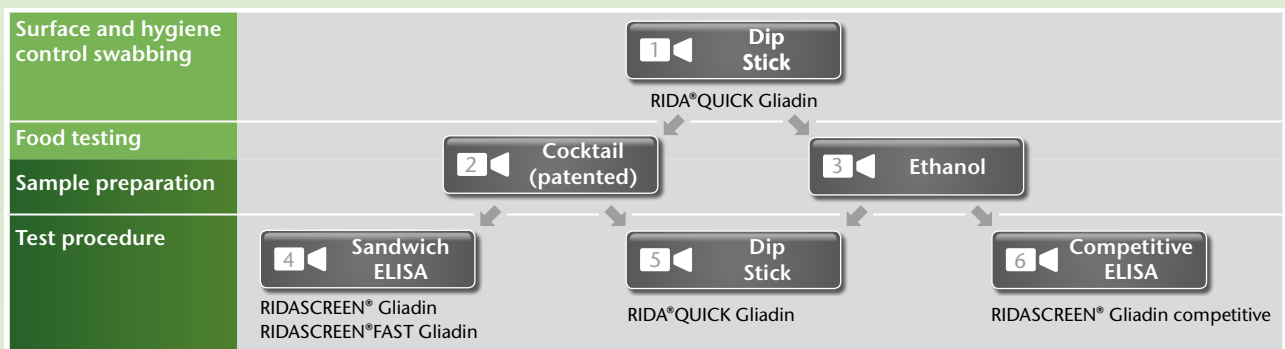 Surface and hygiene
control swabbing
1
Dip
Stick
RIDA®QUICK Gliadin
Food testing
Sample preparation
2
Cocktail
(patented)
3
Ethanol
Test procedure
4
Sandwich
ELISA
RIDASCREEN® Gliadin
RIDASCREEN®FAST Gliadin
5
Dip
Stick
RIDA®QUICK Gliadin
6
Competitive
ELISA
RIDASCREEN® Gliadin competitive